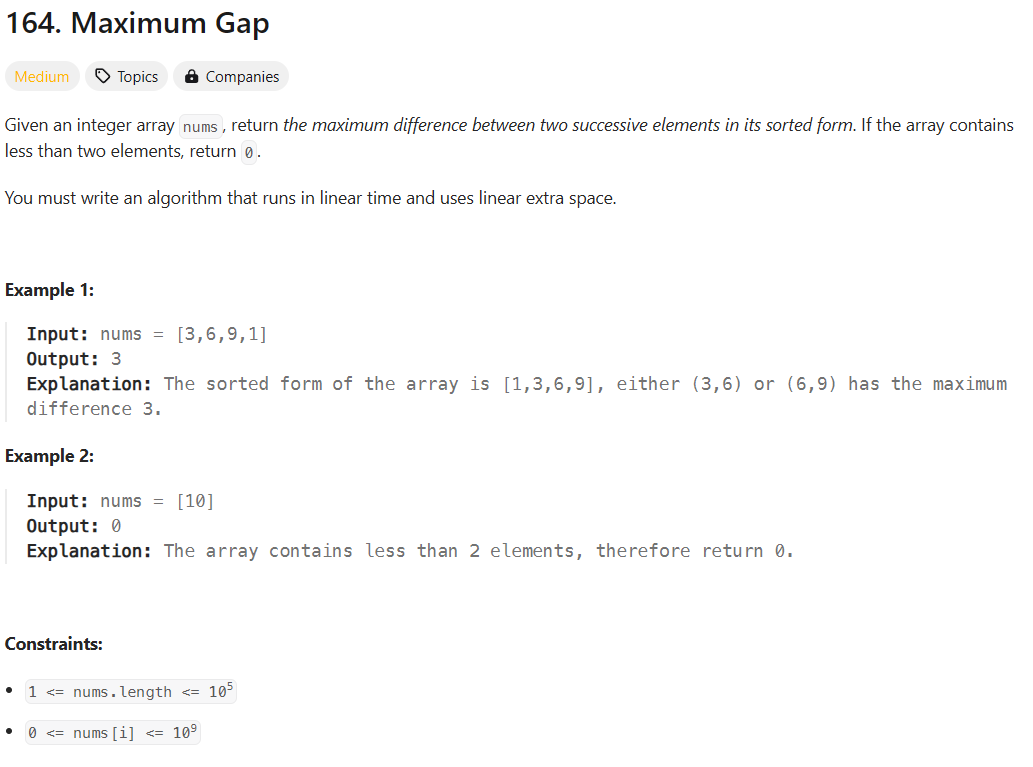 164. Maximum Gap
Medium Topics Companies
Given an integer array nums, return the maximum difference between two successive elements in its sorted form. If the array contains
less than two elements, return 0.
You must write an algorithm that runs in linear time and uses linear extra space.
Example 1:
Input: nums = [3,6,9,1]
Output: 3
Explanation: The sorted form of the array is [1,3,6,9], either (3,6) or (6,9) has the maximum
difference 3.
Example 2:
Input: nums = [10]
Output: 0
Explanation: The array contains less than 2 elements, therefore return 0.
Constraints:
• 1 <= nums.length <= 10⁵
• 0 <= nums[i] <= 10⁹